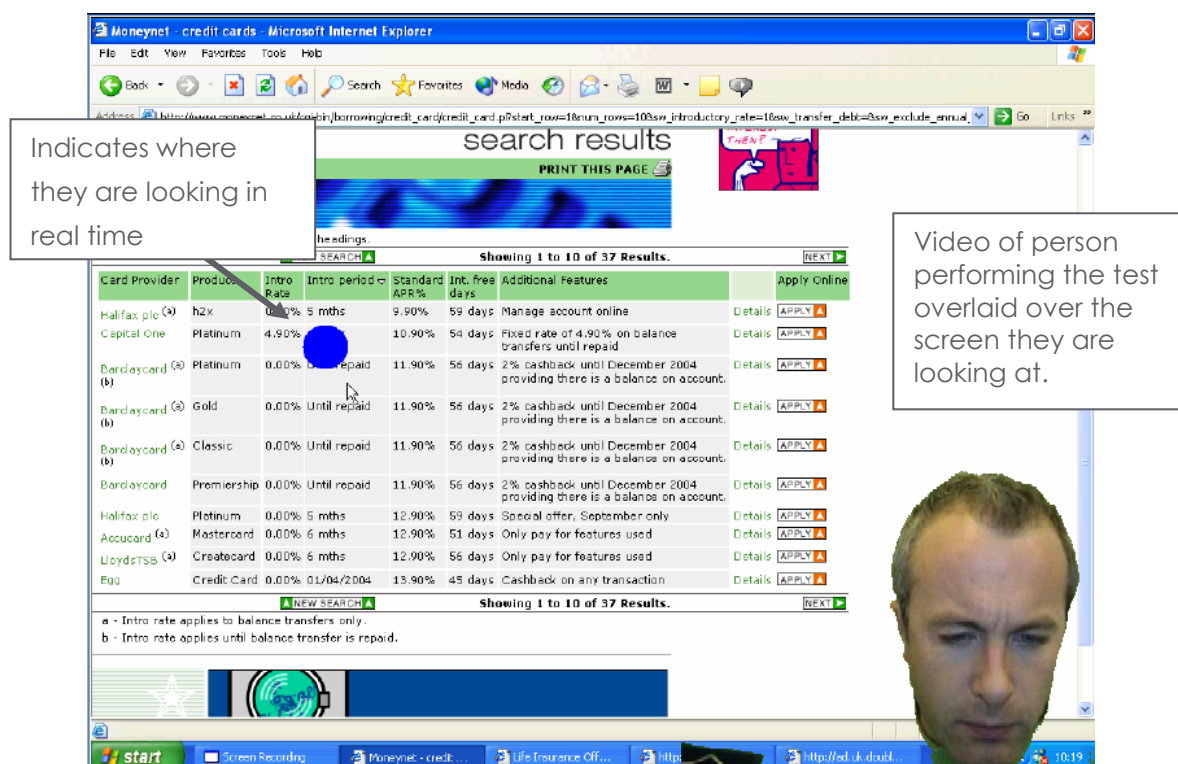 Moneynet - credit cards - Microsoft Internet Explorer
File Edit View Favorites Tools Help
Back Search Favorites Media
Address Go Links »
Indicates where
they are looking in
real time
search results
THEN?
PRINT THIS PAGE
headings.
Video of person
performing the test
overlaid over the
screen they are
looking at.
SEARCH Showing 1 to 10 of 37 Results. NEXT
Card Provider Intro Rate Intro period Standard APR% Int. free days Additional Features Apply Online
Halifax plc (a) h2x 5 mths 9.90% 59 days Manage account online Details APPLY
Capital One Platinum 4.90% 10.90% 54 days Fixed rate of 4.90% on balance transfers until repaid Details APPLY
Barclaycard (a) (b) Platinum 0.00% repaid 11.90% 56 days 2% cashback until December 2004 providing there is a balance on account. Details APPLY
Barclaycard (a) (b) Gold 0.00% Until repaid 11.90% 56 days 2% cashback until December 2004 providing there is a balance on account. Details APPLY
Barclaycard (a) (b) Classic 0.00% Until repaid 11.90% 56 days 2% cashback until December 2004 providing there is a balance on account. Details APPLY
Barclaycard Premiership 0.00% Until repaid 11.90% 56 days 2% cashback until December 2004 providing there is a balance on account. Details APPLY
Halifax plc Platinum 0.00% 5 mths 12.90% 59 days Special offer, September only Details APPLY
Accucard (a) Mastercard 0.00% 6 mths 12.90% 51 days Only pay for features used Details APPLY
LloydsTSB (a) Createcard 0.00% 6 mths 12.90% 56 days Only pay for features used Details APPLY
Egg Credit Card 0.00% 01/04/2004 13.90% 45 days Cashback on any transaction Details APPLY
NEW SEARCH Showing 1 to 10 of 37 Results. NEXT
a - Intro rate applies to balance transfers only.
b - Intro rate applies until balance transfer is repaid.
start Screen Recording Moneynet - credit ... Life Insurance Off... http: http://ad.uk.doubl... 10:19